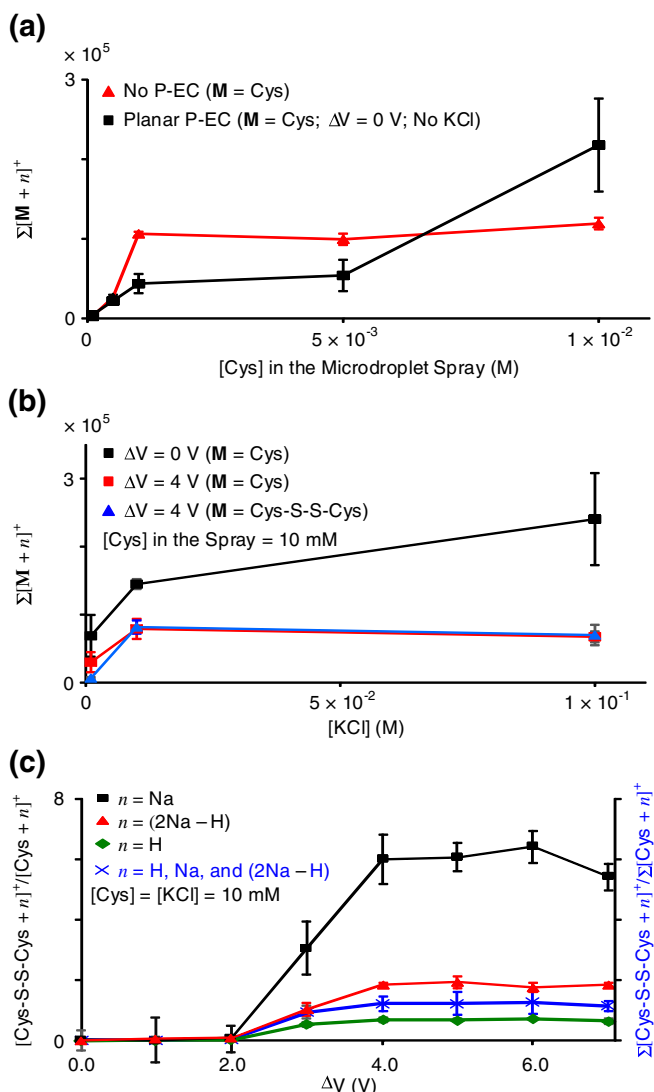 (a)
× 10⁵
3
No P-EC (M = Cys)
Planar P-EC (M = Cys; ΔV = 0 V; No KCl)
Σ[M + n]⁺
0
0
5 × 10⁻³
1 × 10⁻²
[Cys] in the Microdroplet Spray (M)
(b)
× 10⁵
ΔV = 0 V (M = Cys)
3
ΔV = 4 V (M = Cys)
ΔV = 4 V (M = Cys-S-S-Cys)
[Cys] in the Spray = 10 mM
Σ[M + n]⁺
0
0
5 × 10⁻²
1 × 10⁻¹
[KCl] (M)
(c)
8
n = Na
n = (2Na – H)
n = H
n = H, Na, and (2Na – H)
[Cys] = [KCl] = 10 mM
[Cys-S-S-Cys + n]⁺/[Cys + n]⁺
Σ[Cys-S-S-Cys + n]⁺/Σ[Cys + n]⁺
0
0.0
2.0
4.0
6.0
ΔV (V)